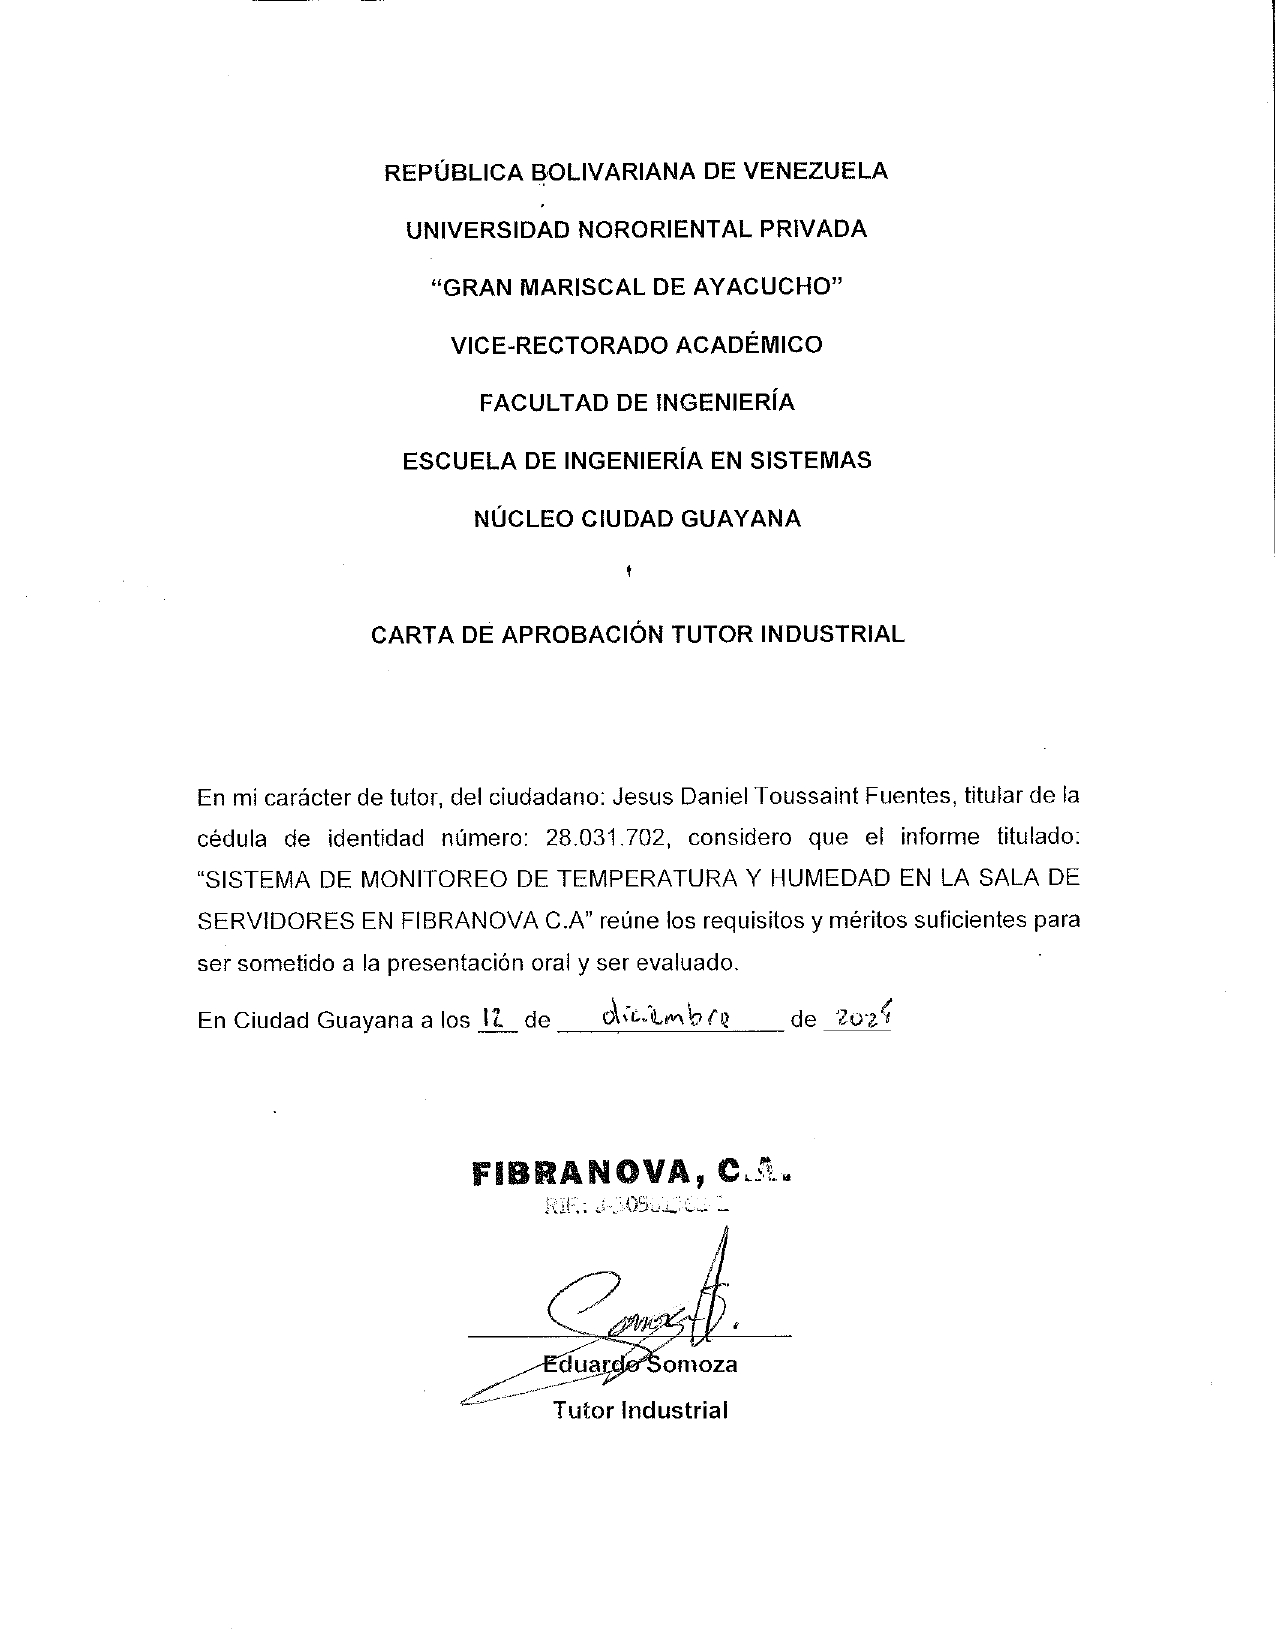 REPÚBLICA BOLIVARIANA DE VENEZUELA
UNIVERSIDAD NORORIENTAL PRIVADA
“GRAN MARISCAL DE AYACUCHO”
VICE-RECTORADO ACADÉMICO
FACULTAD DE INGENIERÍA
ESCUELA DE INGENIERÍA EN SISTEMAS
NÚCLEO CIUDAD GUAYANA
CARTA DE APROBACIÓN TUTOR INDUSTRIAL
En mi carácter de tutor, del ciudadano: Jesus Daniel Toussaint Fuentes, titular de la
cédula de identidad número: 28.031.702, considero que el informe titulado:
“SISTEMA DE MONITOREO DE TEMPERATURA Y HUMEDAD EN LA SALA DE
SERVIDORES EN FIBRANOVA C.A” reúne los requisitos y méritos suficientes para
ser sometido a la presentación oral y ser evaluado.
En Ciudad Guayana a los 12 de diciembre de 2024
FIBRANOVA, C.A.
RIF.:
Eduardo Somoza
Tutor Industrial